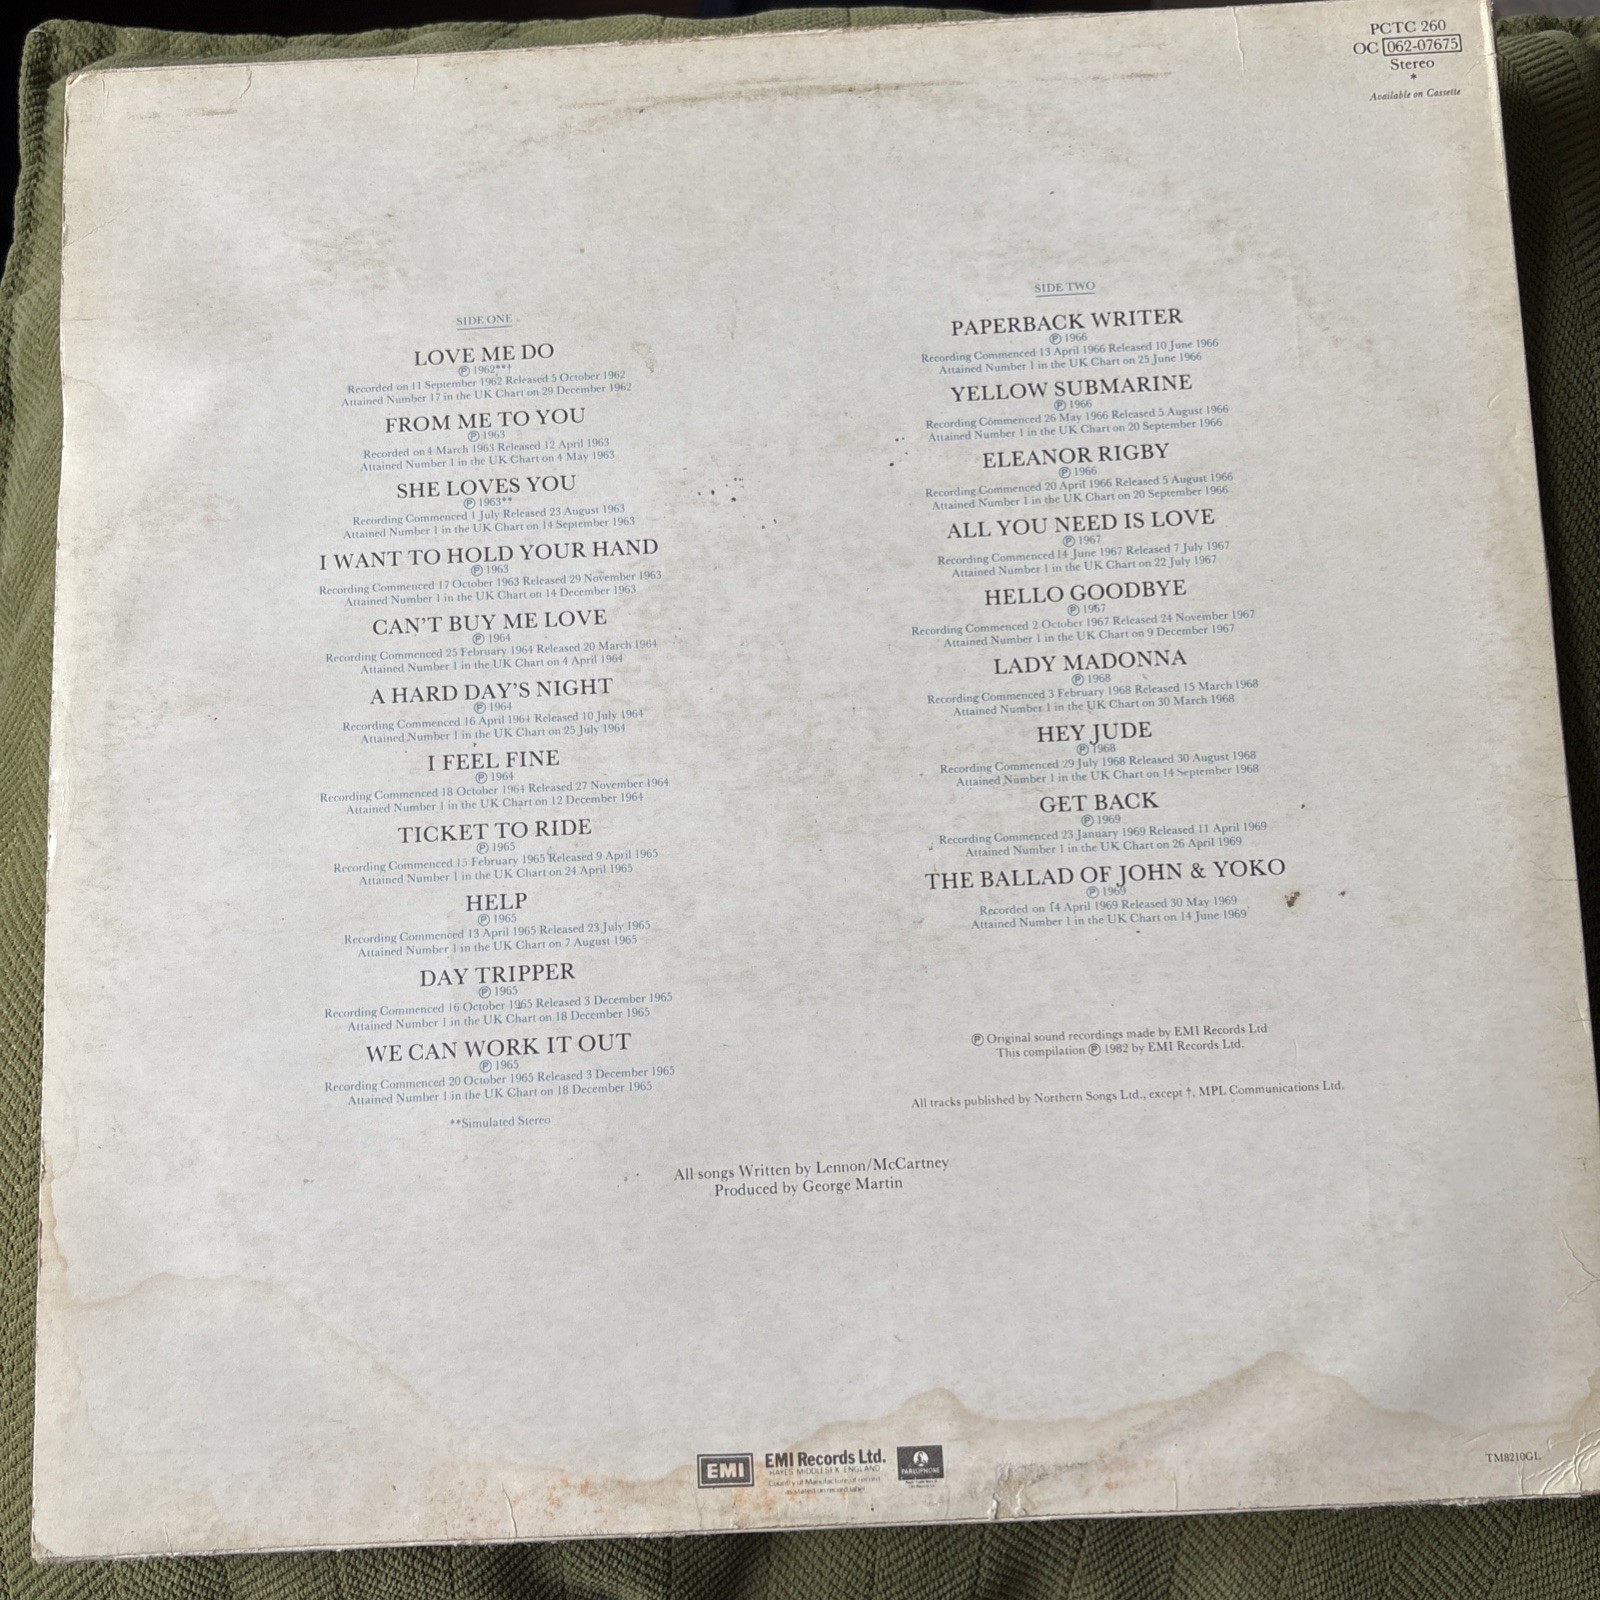 PCTC 260
OC 062-07675
Stereo
*
Available on Cassette
SIDE ONE
LOVE ME DO
Ⓟ 1962**†
Recorded on 11 September 1962 Released 5 October 1962
Attained Number 17 in the UK Chart on 29 December 1962
FROM ME TO YOU
Ⓟ 1963
Recorded on 4 March 1963 Released 12 April 1963
Attained Number 1 in the UK Chart on 4 May 1963
SHE LOVES YOU
Ⓟ 1963**
Recording Commenced 1 July Released 23 August 1963
Attained Number 1 in the UK Chart on 14 September 1963
I WANT TO HOLD YOUR HAND
Ⓟ 1963
Recording Commenced 17 October 1963 Released 29 November 1963
Attained Number 1 in the UK Chart on 14 December 1963
CAN'T BUY ME LOVE
Ⓟ 1964
Recording Commenced 25 February 1964 Released 20 March 1964
Attained Number 1 in the UK Chart on 4 April 1964
A HARD DAY'S NIGHT
Ⓟ 1964
Recording Commenced 16 April 1964 Released 10 July 1964
Attained Number 1 in the UK Chart on 25 July 1964
I FEEL FINE
Ⓟ 1964
Recording Commenced 18 October 1964 Released 27 November 1964
Attained Number 1 in the UK Chart on 12 December 1964
TICKET TO RIDE
Ⓟ 1965
Recording Commenced 15 February 1965 Released 9 April 1965
Attained Number 1 in the UK Chart on 24 April 1965
HELP
Ⓟ 1965
Recording Commenced 13 April 1965 Released 23 July 1965
Attained Number 1 in the UK Chart on 7 August 1965
DAY TRIPPER
Ⓟ 1965
Recording Commenced 16 October 1965 Released 3 December 1965
Attained Number 1 in the UK Chart on 18 December 1965
WE CAN WORK IT OUT
Ⓟ 1965
Recording Commenced 20 October 1965 Released 3 December 1965
Attained Number 1 in the UK Chart on 18 December 1965
**Simulated Stereo
SIDE TWO
PAPERBACK WRITER
Ⓟ 1966
Recording Commenced 13 April 1966 Released 10 June 1966
Attained Number 1 in the UK Chart on 25 June 1966
YELLOW SUBMARINE
Ⓟ 1966
Recording Commenced 26 May 1966 Released 5 August 1966
Attained Number 1 in the UK Chart on 20 September 1966
ELEANOR RIGBY
Ⓟ 1966
Recording Commenced 20 April 1966 Released 5 August 1966
Attained Number 1 in the UK Chart on 20 September 1966
ALL YOU NEED IS LOVE
Ⓟ 1967
Recording Commenced 14 June 1967 Released 7 July 1967
Attained Number 1 in the UK Chart on 22 July 1967
HELLO GOODBYE
Ⓟ 1967
Recording Commenced 2 October 1967 Released 24 November 1967
Attained Number 1 in the UK Chart on 9 December 1967
LADY MADONNA
Ⓟ 1968
Recording Commenced 3 February 1968 Released 15 March 1968
Attained Number 1 in the UK Chart on 30 March 1968
HEY JUDE
Ⓟ 1968
Recording Commenced 29 July 1968 Released 30 August 1968
Attained Number 1 in the UK Chart on 14 September 1968
GET BACK
Ⓟ 1969
Recording Commenced 23 January 1969 Released 11 April 1969
Attained Number 1 in the UK Chart on 26 April 1969
THE BALLAD OF JOHN & YOKO
Ⓟ 1969
Recorded on 14 April 1969 Released 30 May 1969
Attained Number 1 in the UK Chart on 14 June 1969
Ⓟ Original sound recordings made by EMI Records Ltd
This compilation Ⓟ 1982 by EMI Records Ltd.
All tracks published by Northern Songs Ltd., except †, MPL Communications Ltd.
All songs Written by Lennon/McCartney
Produced by George Martin
EMI
EMI Records Ltd.
HAYES MIDDLESEX ENGLAND
Country of Manufacture of record
as stated on record label
PARLOPHONE
TM8210GL